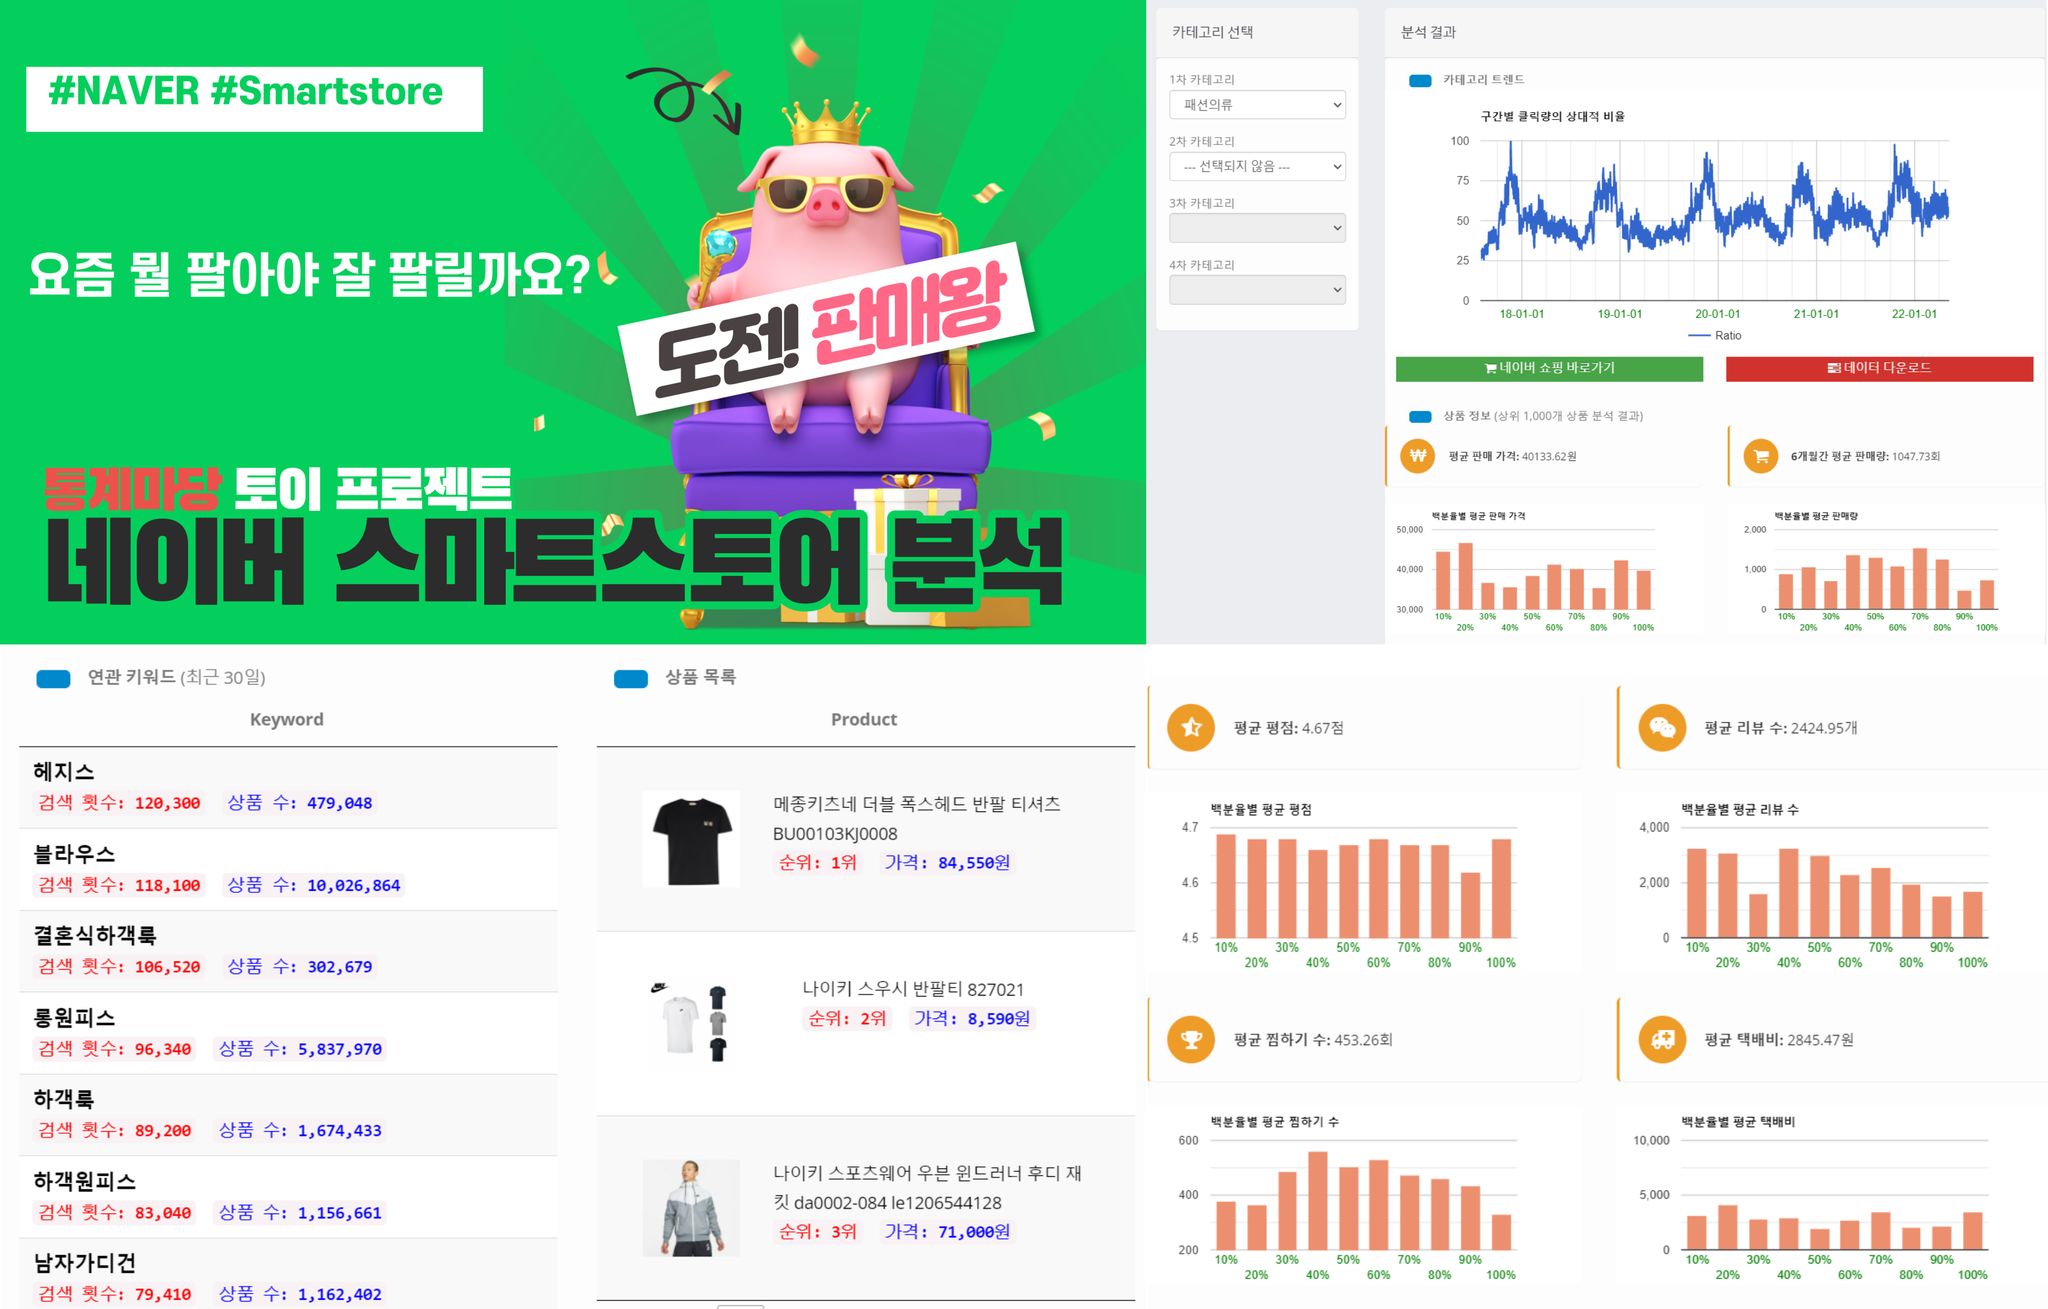 #NAVER #Smartstore
요즘 뭘 팔아야 잘 팔릴까요?
도전! 판매왕
통계마당 토이 프로젝트
네이버 스마트스토어 분석
카테고리 선택
1차 카테고리
패션의류
2차 카테고리
--- 선택되지 않음 ---
3차 카테고리
4차 카테고리
분석 결과
카테고리 트렌드
구간별 클릭량의 상대적 비율
100
75
50
25
0
18-01-01 19-01-01 20-01-01 21-01-01 22-01-01
Ratio
네이버 쇼핑 바로가기
데이터 다운로드
상품 정보 (상위 1,000개 상품 분석 결과)
₩ 평균 판매 가격: 40133.62원
6개월간 평균 판매량: 1047.73회
백분율별 평균 판매 가격
50,000
40,000
30,000
10% 30% 50% 70% 90%
20% 40% 60% 80% 100%
백분율별 평균 판매량
2,000
1,000
0
10% 30% 50% 70% 90%
20% 40% 60% 80% 100%
연관 키워드 (최근 30일)
Keyword
헤지스
검색 횟수: 120,300 상품 수: 479,048
블라우스
검색 횟수: 118,100 상품 수: 10,026,864
결혼식하객룩
검색 횟수: 106,520 상품 수: 302,679
롱원피스
검색 횟수: 96,340 상품 수: 5,837,970
하객룩
검색 횟수: 89,200 상품 수: 1,674,433
하객원피스
검색 횟수: 83,040 상품 수: 1,156,661
남자가디건
검색 횟수: 79,410 상품 수: 1,162,402
상품 목록
Product
메종키츠네 더블 폭스헤드 반팔 티셔츠
BU00103KJ0008
순위: 1위 가격: 84,550원
나이키 스우시 반팔티 827021
순위: 2위 가격: 8,590원
나이키 스포츠웨어 우븐 윈드러너 후디 재
킷 da0002-084 le1206544128
순위: 3위 가격: 71,000원
평균 평점: 4.67점
평균 리뷰 수: 2424.95개
백분율별 평균 평점
4.7
4.6
4.5
10% 30% 50% 70% 90%
20% 40% 60% 80% 100%
백분율별 평균 리뷰 수
4,000
2,000
0
10% 30% 50% 70% 90%
20% 40% 60% 80% 100%
평균 찜하기 수: 453.26회
평균 택배비: 2845.47원
백분율별 평균 찜하기 수
600
400
200
10% 30% 50% 70% 90%
20% 40% 60% 80% 100%
백분율별 평균 택배비
10,000
5,000
0
10% 30% 50% 70% 90%
20% 40% 60% 80% 100%